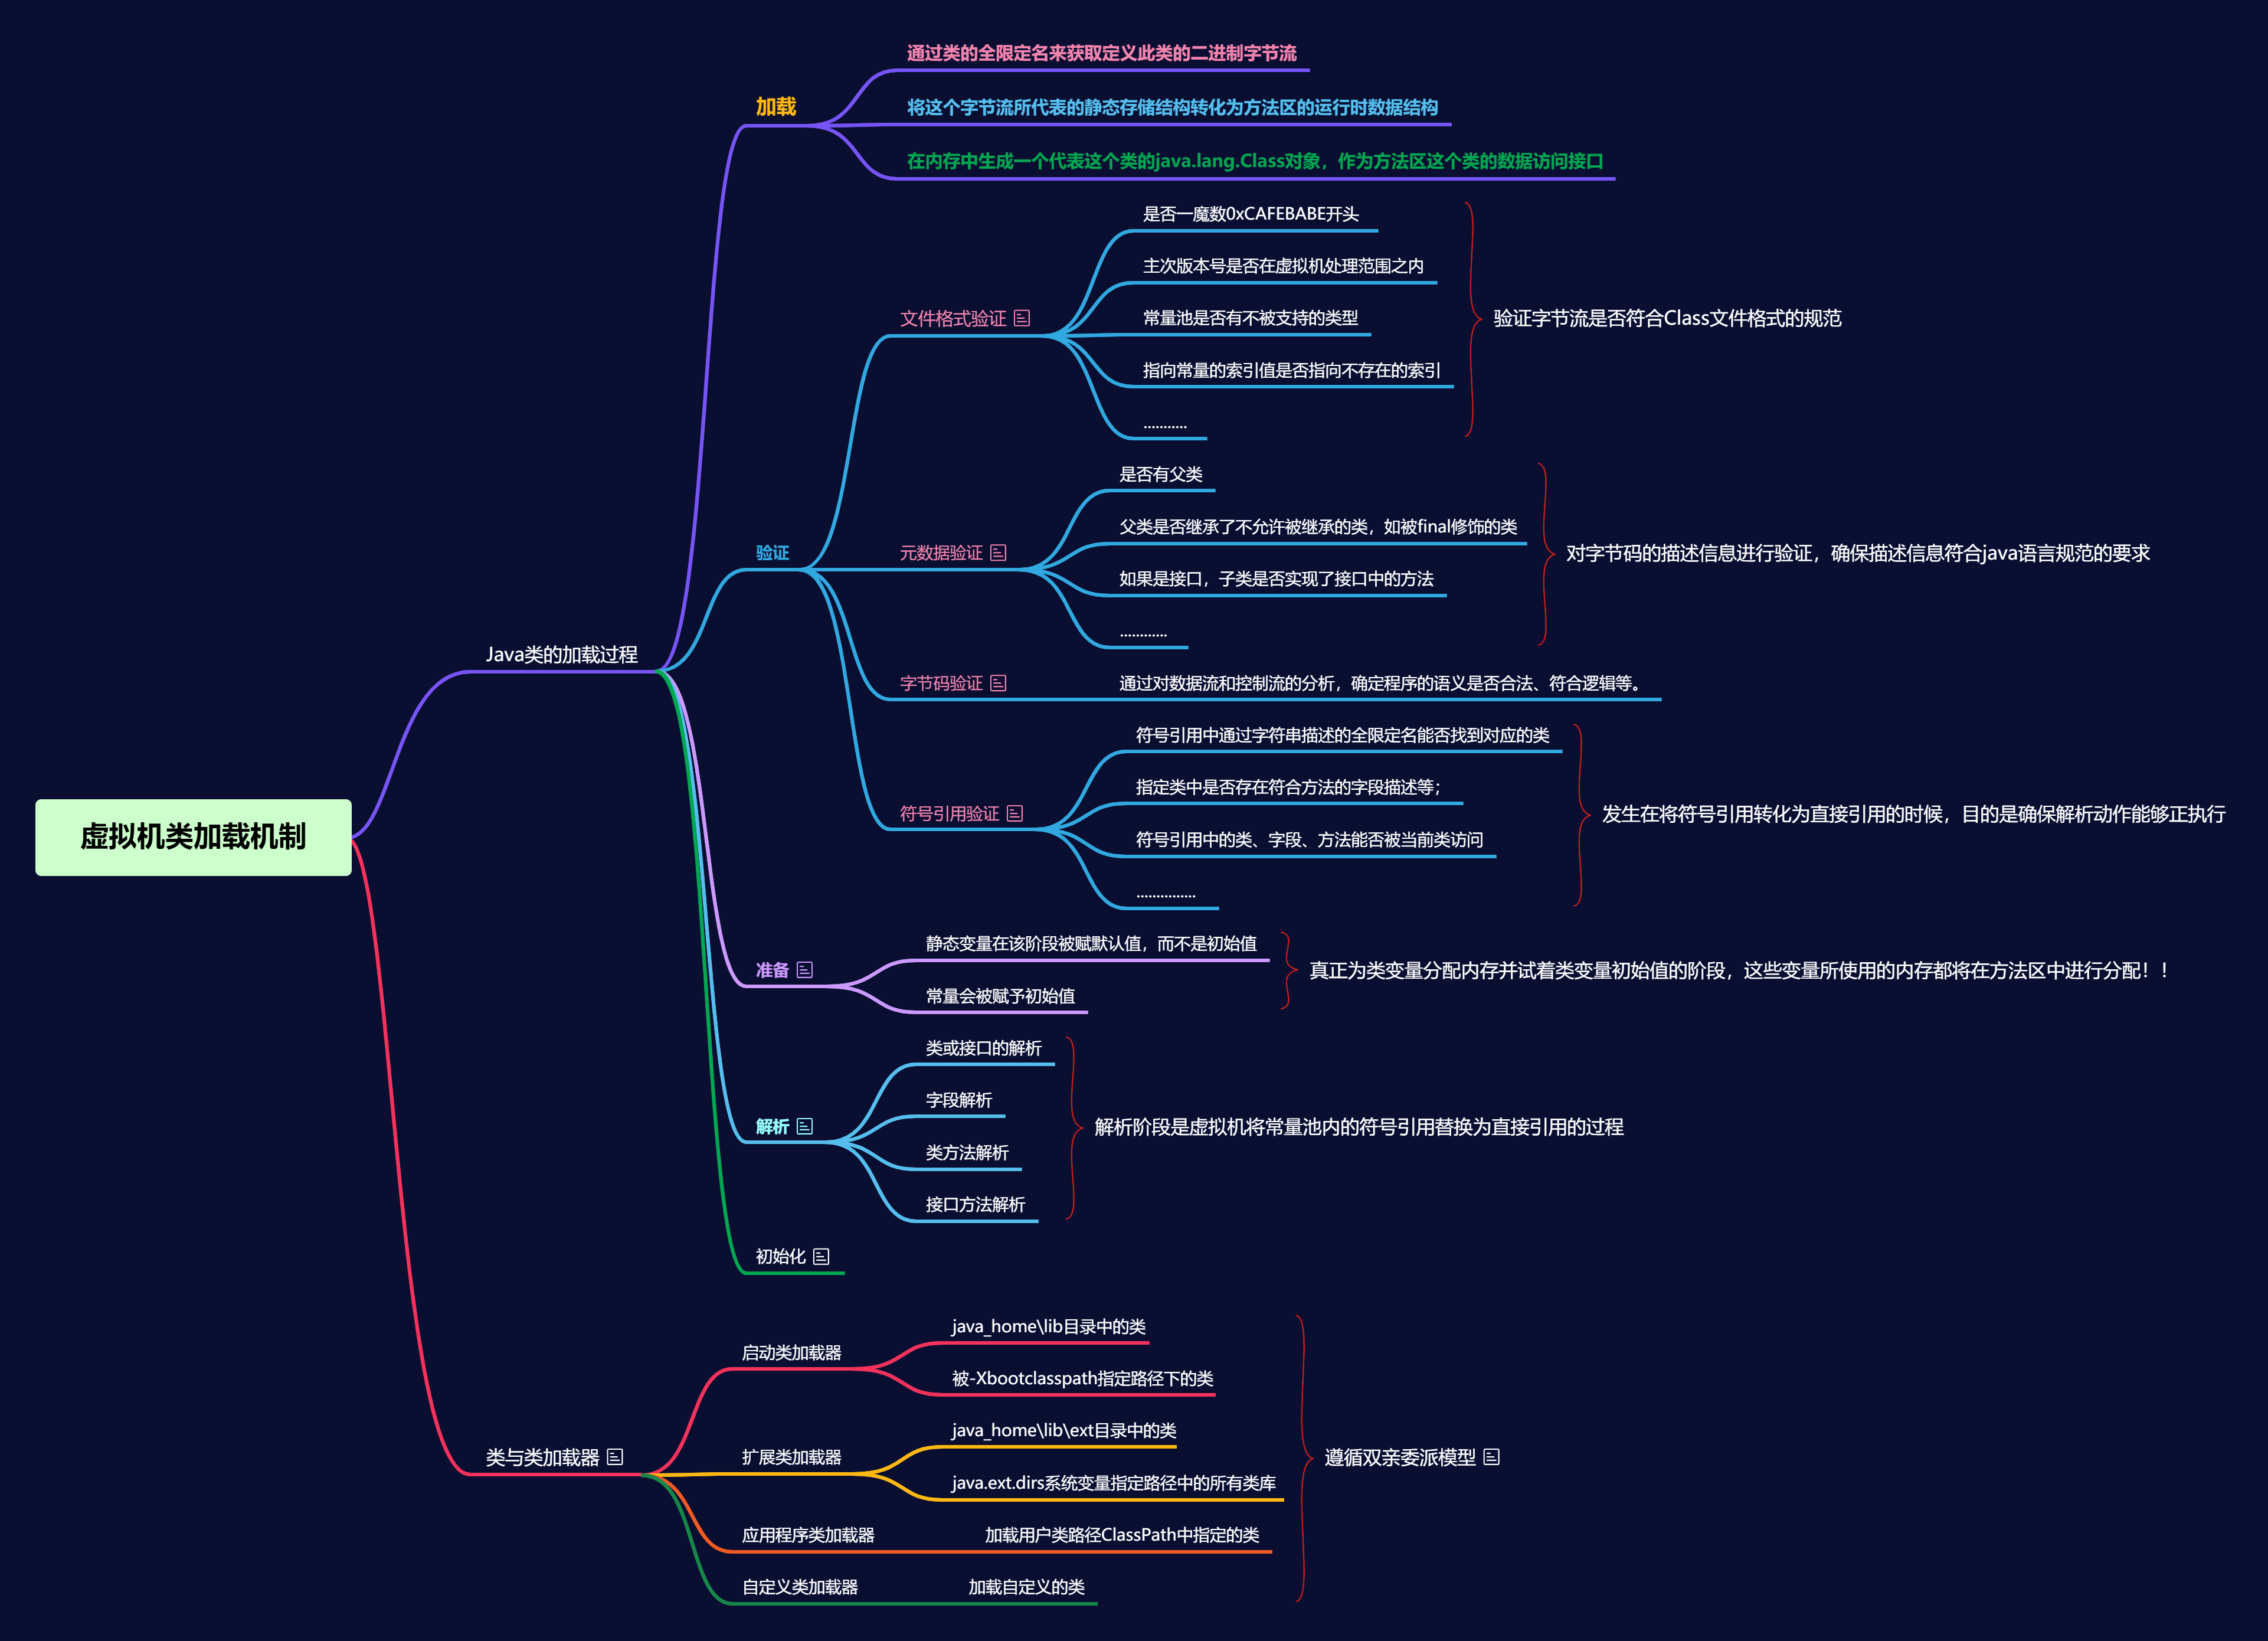 虚拟机类加载机制
Java类的加载过程
加载
通过类的全限定名来获取定义此类的二进制字节流
将这个字节流所代表的静态存储结构转化为方法区的运行时数据结构
在内存中生成一个代表这个类的java.lang.Class对象，作为方法区这个类的数据访问接口
验证
文件格式验证
是否一魔数0xCAFEBABE开头
主次版本号是否在虚拟机处理范围之内
常量池是否有不被支持的类型
指向常量的索引值是否指向不存在的索引
...........
验证字节流是否符合Class文件格式的规范
元数据验证
是否有父类
父类是否继承了不允许被继承的类，如被final修饰的类
如果是接口，子类是否实现了接口中的方法
............
对字节码的描述信息进行验证，确保描述信息符合java语言规范的要求
字节码验证
通过对数据流和控制流的分析，确定程序的语义是否合法、符合逻辑等。
符号引用验证
符号引用中通过字符串描述的全限定名能否找到对应的类
指定类中是否存在符合方法的字段描述等；
符号引用中的类、字段、方法能否被当前类访问
...............
发生在将符号引用转化为直接引用的时候，目的是确保解析动作能够正执行
准备
静态变量在该阶段被赋默认值，而不是初始值
常量会被赋予初始值
真正为类变量分配内存并试着类变量初始值的阶段，这些变量所使用的内存都将在方法区中进行分配！！
解析
类或接口的解析
字段解析
类方法解析
接口方法解析
解析阶段是虚拟机将常量池内的符号引用替换为直接引用的过程
初始化
类与类加载器
启动类加载器
java_home\lib目录中的类
被-Xbootclasspath指定路径下的类
扩展类加载器
java_home\lib\ext目录中的类
java.ext.dirs系统变量指定路径中的所有类库
应用程序类加载器
加载用户类路径ClassPath中指定的类
自定义类加载器
加载自定义的类
遵循双亲委派模型